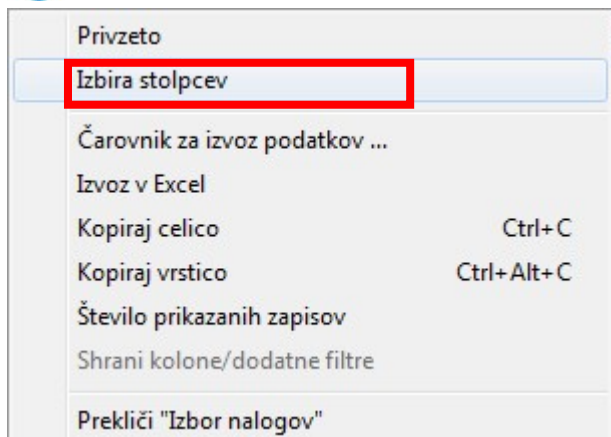 Privzeto
Izbira stolpcev
Čarovnik za izvoz podatkov ...
Izvoz v Excel
Kopiraj celico Ctrl+C
Kopiraj vrstico Ctrl+Alt+C
Število prikazanih zapisov
Shrani kolone/dodatne filtre
Prekliči "Izbor nalogov"